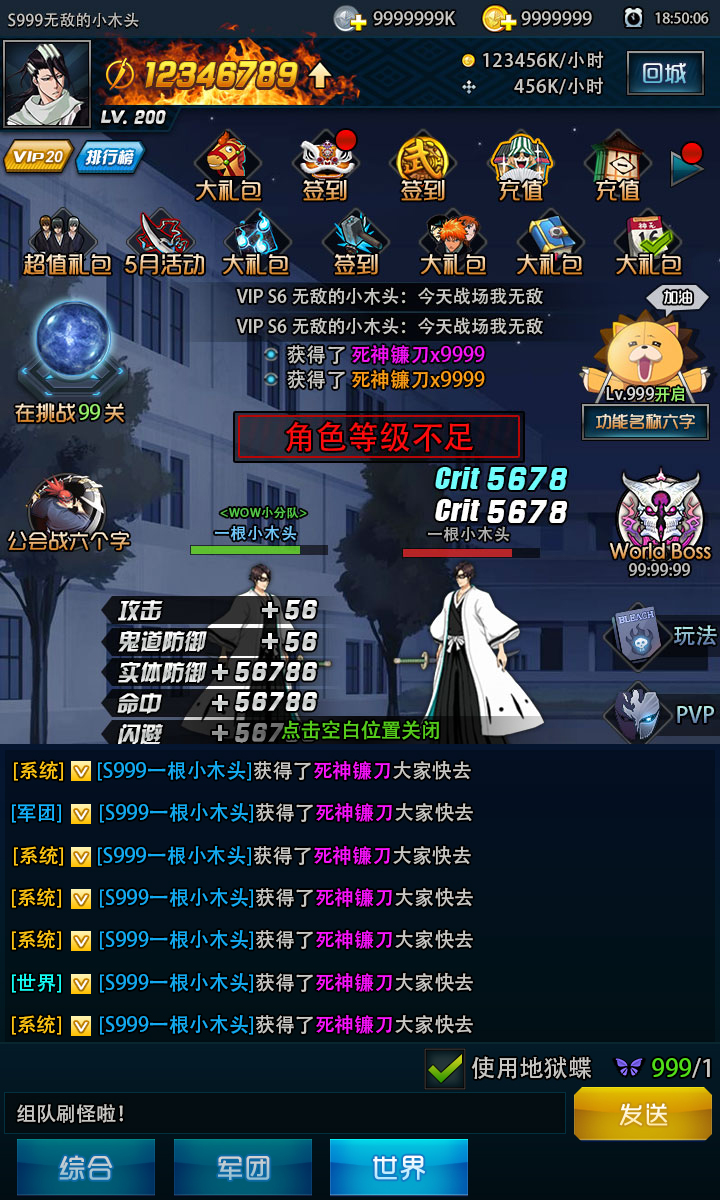 S999无敌的小木头 9999999K 9999999 18:50:06
12346789 123456K/小时
456K/小时
回城
LV. 200
VIP20 排行榜
大礼包 签到 签到 充值 充值
超值礼包 5月活动 大礼包 签到 大礼包 大礼包 大礼包
VIP S6 无敌的小木头：今天战场我无敌
加油
VIP S6 无敌的小木头：今天战场我无敌
获得了 死神镰刀x9999
获得了 死神镰刀x9999
Lv.999开启
在挑战99关
功能名称六字
角色等级不足
Crit 5678
Crit 5678
<WOW小分队>
一根小木头
一根小木头
公会战六个字
World Boss
99:99:99
攻击 +56
BLEACH
鬼道防御 +56
玩法
实体防御 +56788
命中 +56788
PVP
闪避 +567
点击空白位置关闭
[系统] [S999一根小木头]获得了死神镰刀大家快去
[军团] [S999一根小木头]获得了死神镰刀大家快去
[系统] [S999一根小木头]获得了死神镰刀大家快去
[系统] [S999一根小木头]获得了死神镰刀大家快去
[系统] [S999一根小木头]获得了死神镰刀大家快去
[世界] [S999一根小木头]获得了死神镰刀大家快去
[系统] [S999一根小木头]获得了死神镰刀大家快去
使用地狱蝶 999/1
组队刷怪啦！
发送
综合 军团 世界